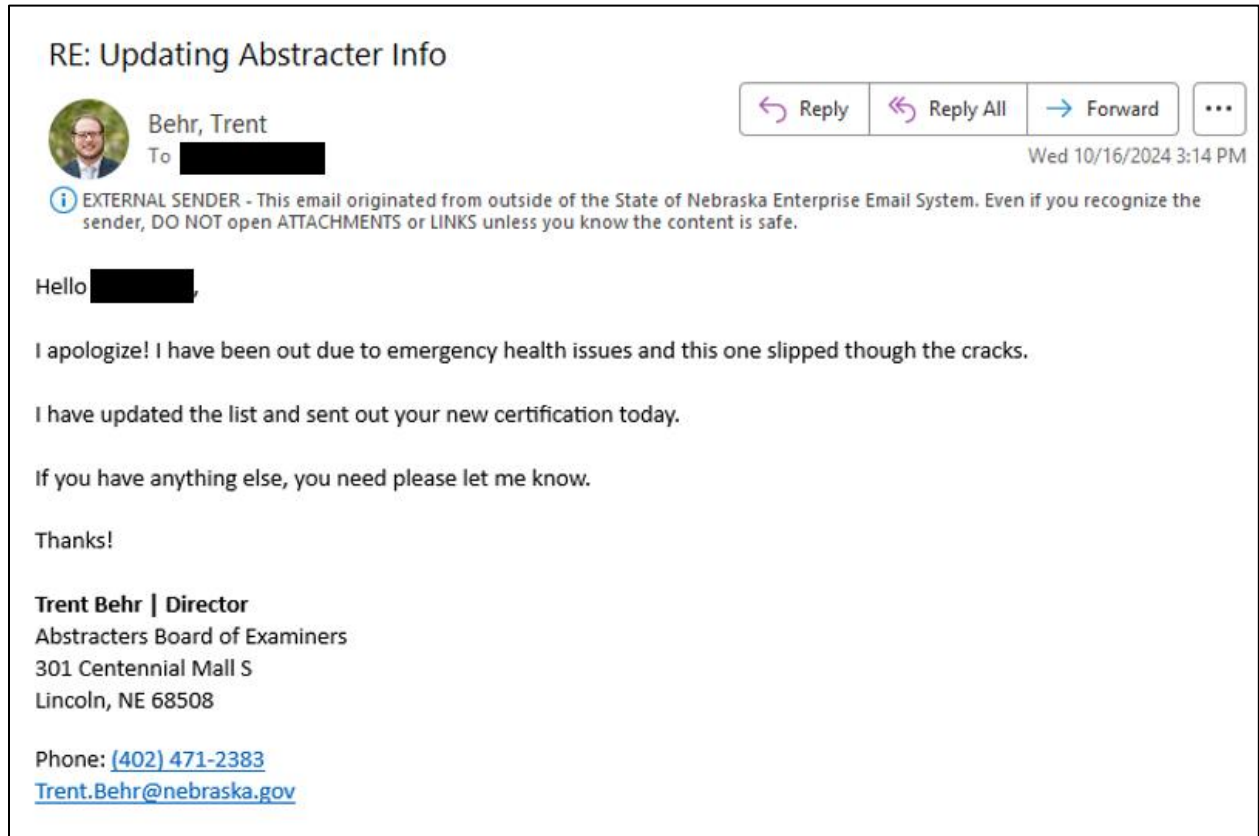 RE: Updating Abstracter Info
Behr, Trent
To
Reply
Reply All
Forward
Wed 10/16/2024 3:14 PM
EXTERNAL SENDER - This email originated from outside of the State of Nebraska Enterprise Email System. Even if you recognize the
sender, DO NOT open ATTACHMENTS or LINKS unless you know the content is safe.
Hello ,
I apologize! I have been out due to emergency health issues and this one slipped though the cracks.
I have updated the list and sent out your new certification today.
If you have anything else, you need please let me know.
Thanks!
Trent Behr | Director
Abstracters Board of Examiners
301 Centennial Mall S
Lincoln, NE 68508
Phone: (402) 471-2383
Trent.Behr@nebraska.gov